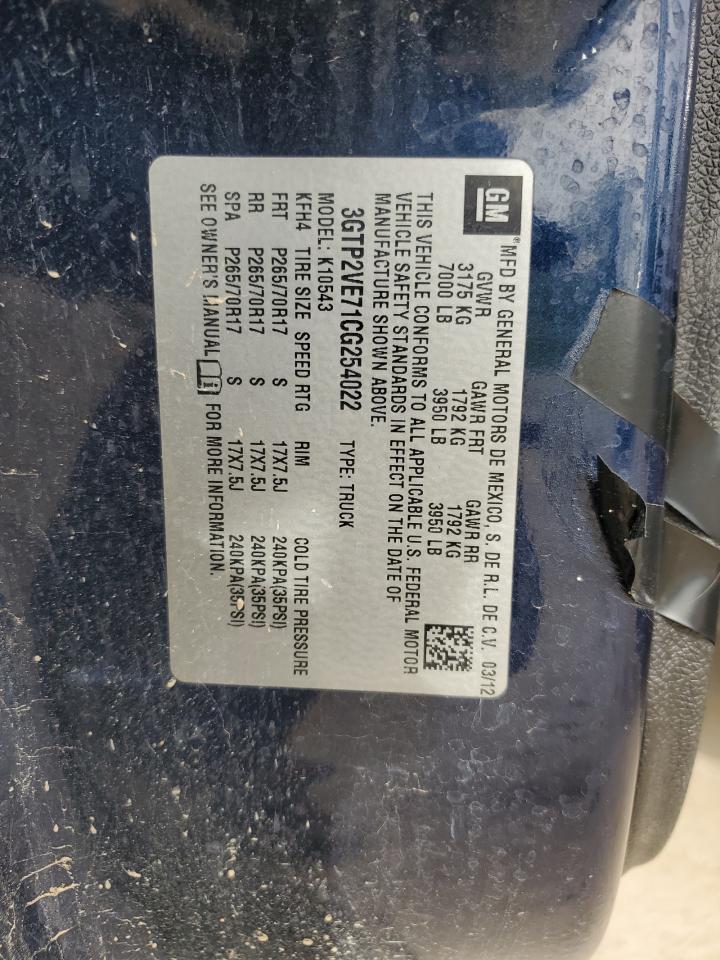 GM
®MFD BY GENERAL MOTORS DE MEXICO, S. DE R.L. DE C.V. 03/12
GVWR GAWR FRT GAWR RR
3175 KG 1792 KG 1792 KG
7000 LB 3950 LB 3950 LB
THIS VEHICLE CONFORMS TO ALL APPLICABLE U.S. FEDERAL MOTOR
VEHICLE SAFETY STANDARDS IN EFFECT ON THE DATE OF
MANUFACTURE SHOWN ABOVE.
3GTP2VE71CG254022 TYPE: TRUCK
MODEL: K10543
KFH4 TIRE SIZE SPEED RTG RIM COLD TIRE PRESSURE
FRT P265/70R17 S 17X7.5J 240KPA(35PSI)
RR P265/70R17 S 17X7.5J 240KPA(35PSI)
SPA P265/70R17 S 17X7.5J 240KPA(35PSI)
SEE OWNER'S MANUAL FOR MORE INFORMATION.